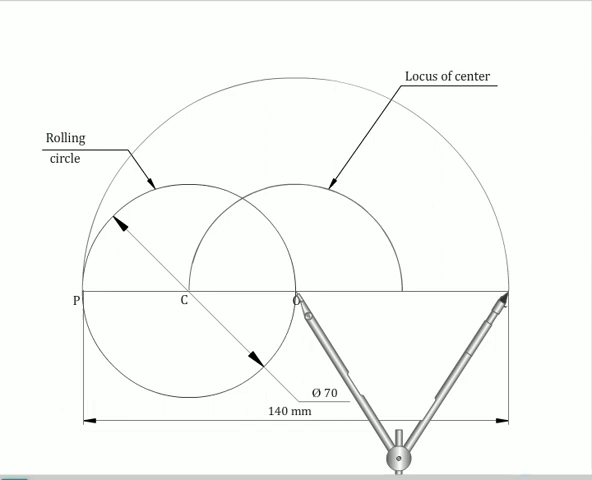 Locus of center
Rolling
circle
P
C
O
Ø 70
140 mm